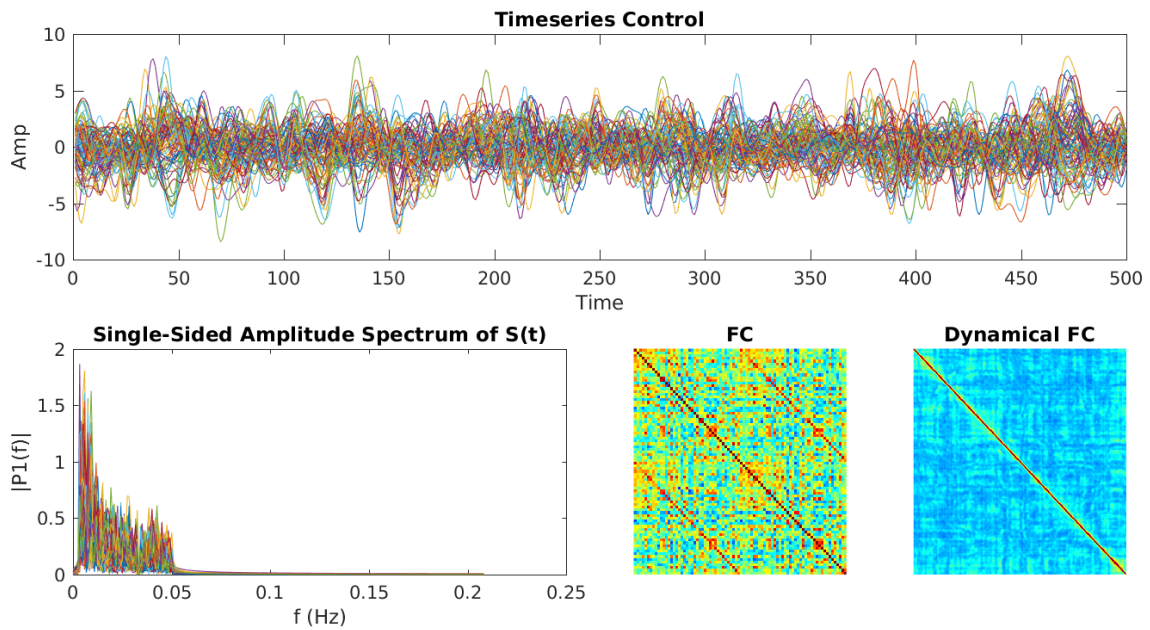 Timeseries Control
10
5
0
-5
-10
Amp
0 50 100 150 200 250 300 350 400 450 500
Time
Single-Sided Amplitude Spectrum of S(t)
2
1.5
1
0.5
0
|P1(f)|
0 0.05 0.1 0.15 0.2 0.25
f (Hz)
FC
Dynamical FC